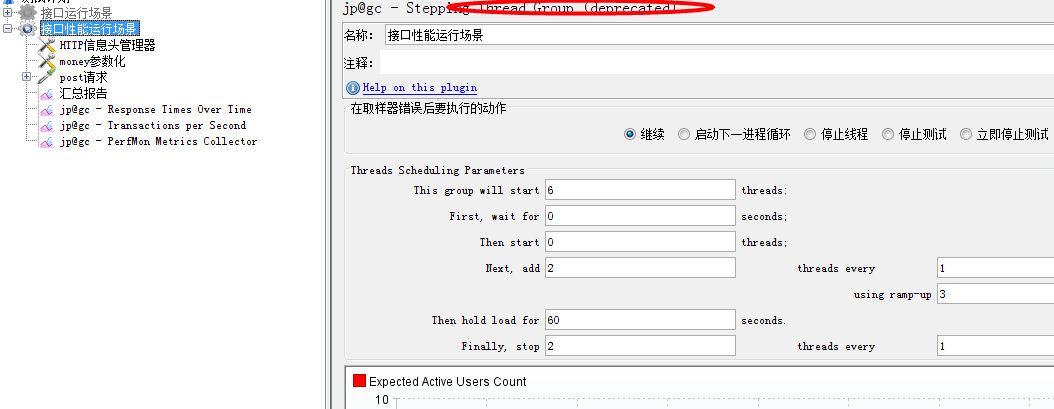 接口运行场景
接口性能运行场景
HTTP信息头管理器
money参数化
post请求
汇总报告
jp@gc - Response Times Over Time
jp@gc - Transactions per Second
jp@gc - PerfMon Metrics Collector
jp@gc - Stepping Thread Group (deprecated)
名称： 接口性能运行场景
注释：
Help on this plugin
在取样器错误后要执行的动作
继续 启动下一进程循环 停止线程 停止测试 立即停止测试
Threads Scheduling Parameters
This group will start 6 threads:
First, wait for 0 seconds;
Then start 0 threads;
Next, add 2 threads every 1
using ramp-up 3
Then hold load for 60 seconds.
Finally, stop 2 threads every 1
Expected Active Users Count
10